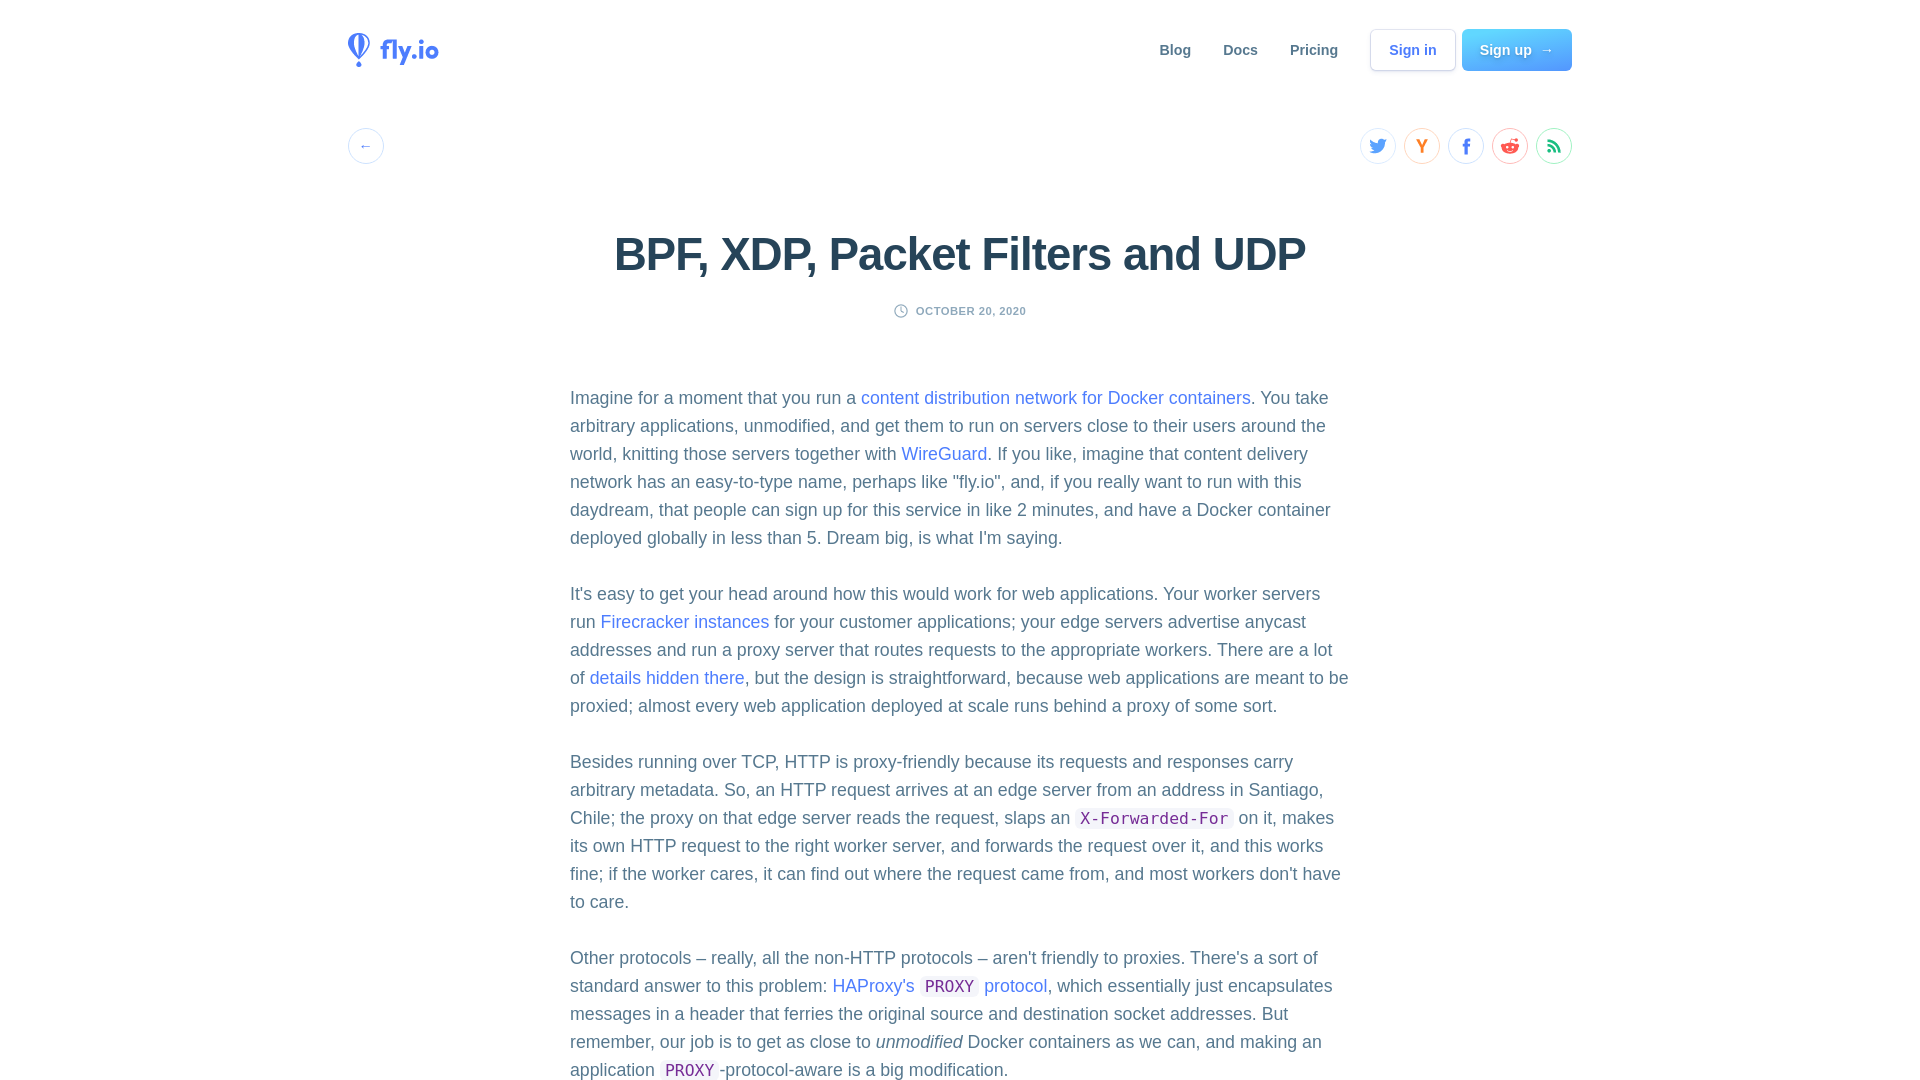 fly.io
Blog Docs Pricing Sign in Sign up →
←
BPF, XDP, Packet Filters and UDP
OCTOBER 20, 2020
Imagine for a moment that you run a content distribution network for Docker containers. You take
arbitrary applications, unmodified, and get them to run on servers close to their users around the
world, knitting those servers together with WireGuard. If you like, imagine that content delivery
network has an easy-to-type name, perhaps like "fly.io", and, if you really want to run with this
daydream, that people can sign up for this service in like 2 minutes, and have a Docker container
deployed globally in less than 5. Dream big, is what I'm saying.
It's easy to get your head around how this would work for web applications. Your worker servers
run Firecracker instances for your customer applications; your edge servers advertise anycast
addresses and run a proxy server that routes requests to the appropriate workers. There are a lot
of details hidden there, but the design is straightforward, because web applications are meant to be
proxied; almost every web application deployed at scale runs behind a proxy of some sort.
Besides running over TCP, HTTP is proxy-friendly because its requests and responses carry
arbitrary metadata. So, an HTTP request arrives at an edge server from an address in Santiago,
Chile; the proxy on that edge server reads the request, slaps an X-Forwarded-For on it, makes
its own HTTP request to the right worker server, and forwards the request over it, and this works
fine; if the worker cares, it can find out where the request came from, and most workers don't have
to care.
Other protocols – really, all the non-HTTP protocols – aren't friendly to proxies. There's a sort of
standard answer to this problem: HAProxy's PROXY protocol, which essentially just encapsulates
messages in a header that ferries the original source and destination socket addresses. But
remember, our job is to get as close to unmodified Docker containers as we can, and making an
application PROXY-protocol-aware is a big modification.